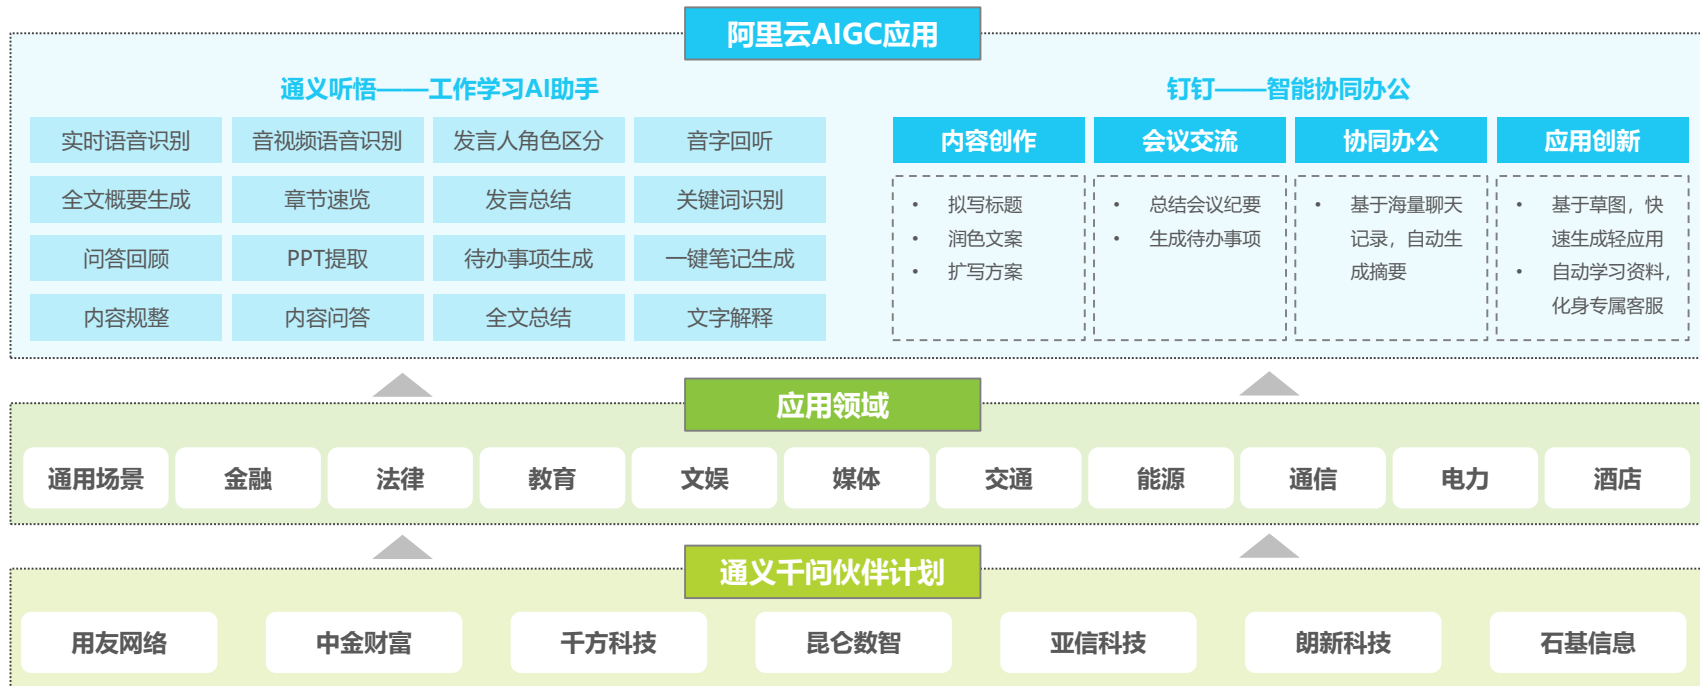 阿里云AIGC应用
通义听悟——工作学习AI助手
实时语音识别
音视频语音识别
发言人角色区分
音字回听
全文概要生成
章节速览
发言总结
关键词识别
问答回顾
PPT提取
待办事项生成
一键笔记生成
内容规整
内容问答
全文总结
文字解释
钉钉——智能协同办公
内容创作
• 拟写标题
• 润色文案
• 扩写方案
会议交流
• 总结会议纪要
• 生成待办事项
协同办公
• 基于海量聊天
记录，自动生
成摘要
应用创新
• 基于草图，快
速生成轻应用
• 自动学习资料，
化身专属客服
应用领域
通用场景
金融
法律
教育
文娱
媒体
交通
能源
通信
电力
酒店
通义千问伙伴计划
用友网络
中金财富
千方科技
昆仑数智
亚信科技
朗新科技
石基信息